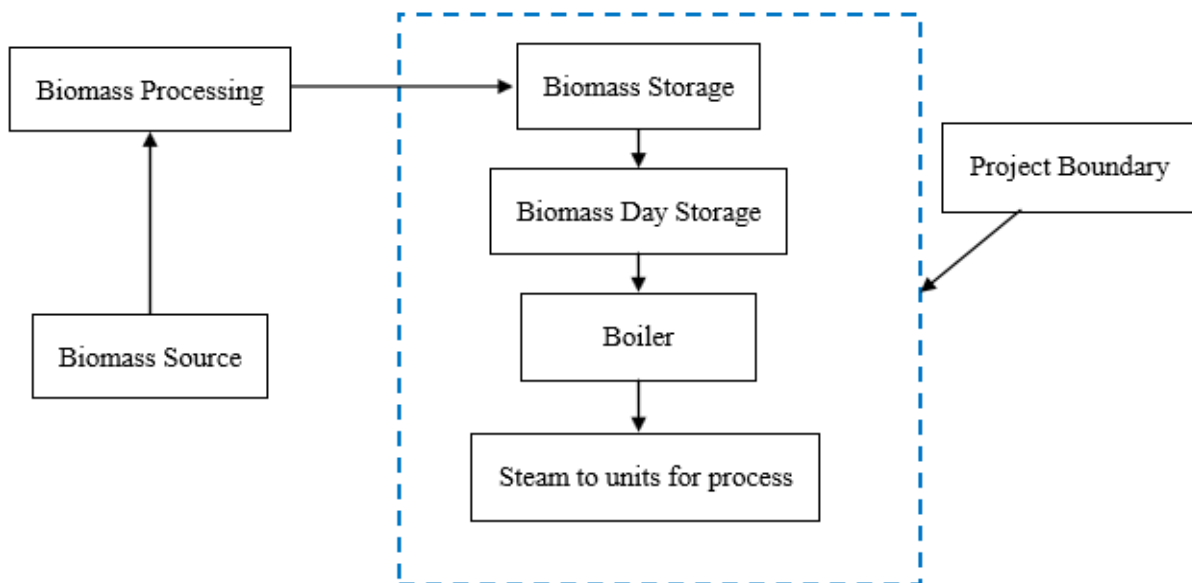 Biomass Processing
Biomass Storage
Project Boundary
Biomass Day Storage
Boiler
Biomass Source
Steam to units for process